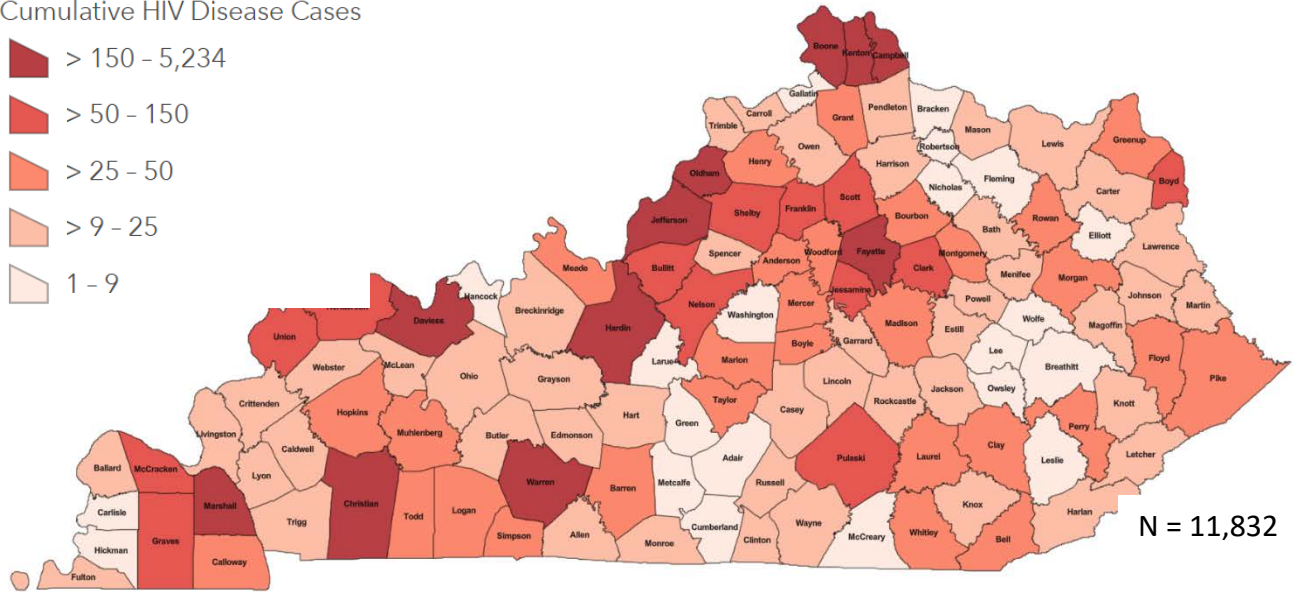 Cumulative HIV Disease Cases
> 150 – 5,234
> 50 – 150
> 25 – 50
> 9 – 25
1 – 9
Boone
Kenton
Campbell
Gallatin
Carroll
Trimble
Grant
Pendleton
Bracken
Mason
Robertson
Lewis
Greenup
Boyd
Owen
Henry
Oldham
Harrison
Nicholas
Fleming
Carter
Rowan
Elliott
Lawrence
Jefferson
Shelby
Franklin
Scott
Bourbon
Bath
Spencer
Anderson
Woodford
Fayette
Clark
Montgomery
Menifee
Morgan
Johnson
Martin
Meade
Bullitt
Nelson
Washington
Mercer
Jessamine
Madison
Powell
Estill
Wolfe
Magoffin
Hancock
Breckinridge
Hardin
Larue
Marion
Boyle
Garrard
Lee
Breathitt
Floyd
Pike
Daviess
Union
Webster
McLean
Ohio
Grayson
Hart
Taylor
Casey
Lincoln
Rockcastle
Jackson
Owsley
Knott
Perry
Letcher
Crittenden
Livingston
Hopkins
Muhlenberg
Caldwell
Lyon
Butler
Edmonson
Green
Adair
Pulaski
Laurel
Clay
Leslie
Ballard
McCracken
Marshall
Christian
Todd
Logan
Warren
Barren
Metcalfe
Russell
Knox
Harlan
Carlisle
Hickman
Fulton
Graves
Calloway
Trigg
Simpson
Allen
Monroe
Cumberland
Clinton
Wayne
McCreary
Whitley
Bell
N = 11,832